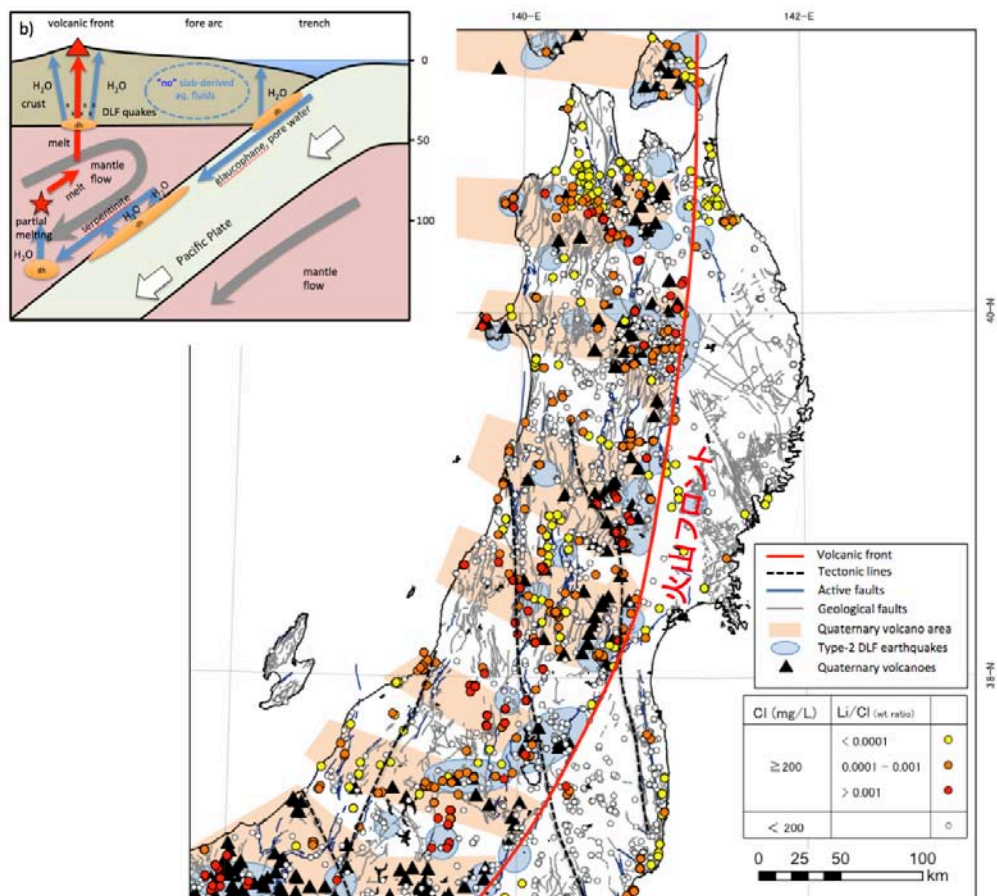 b)
volcanic front
fore arc
trench
H₂O
H₂O
"no" slab-derived
aq. fluids
H₂O
crust
DLF quakes
dh
dh
melt
glaucophane, pore water
mantle
flow
melt
serpentinite
H₂O
H₂O
partial
melting
dh
H₂O
dh
Pacific Plate
mantle
flow
0
50
100
140-E
142-E
40-N
38-N
火山フロント
Volcanic front
Tectonic lines
Active faults
Geological faults
Quaternary volcano area
Type-2 DLF earthquakes
Quaternary volcanoes
Cl (mg/L) Li/Cl (wt ratio)
< 0.0001
≧200 0.0001 - 0.001
> 0.001
< 200
0 25 50 100
km